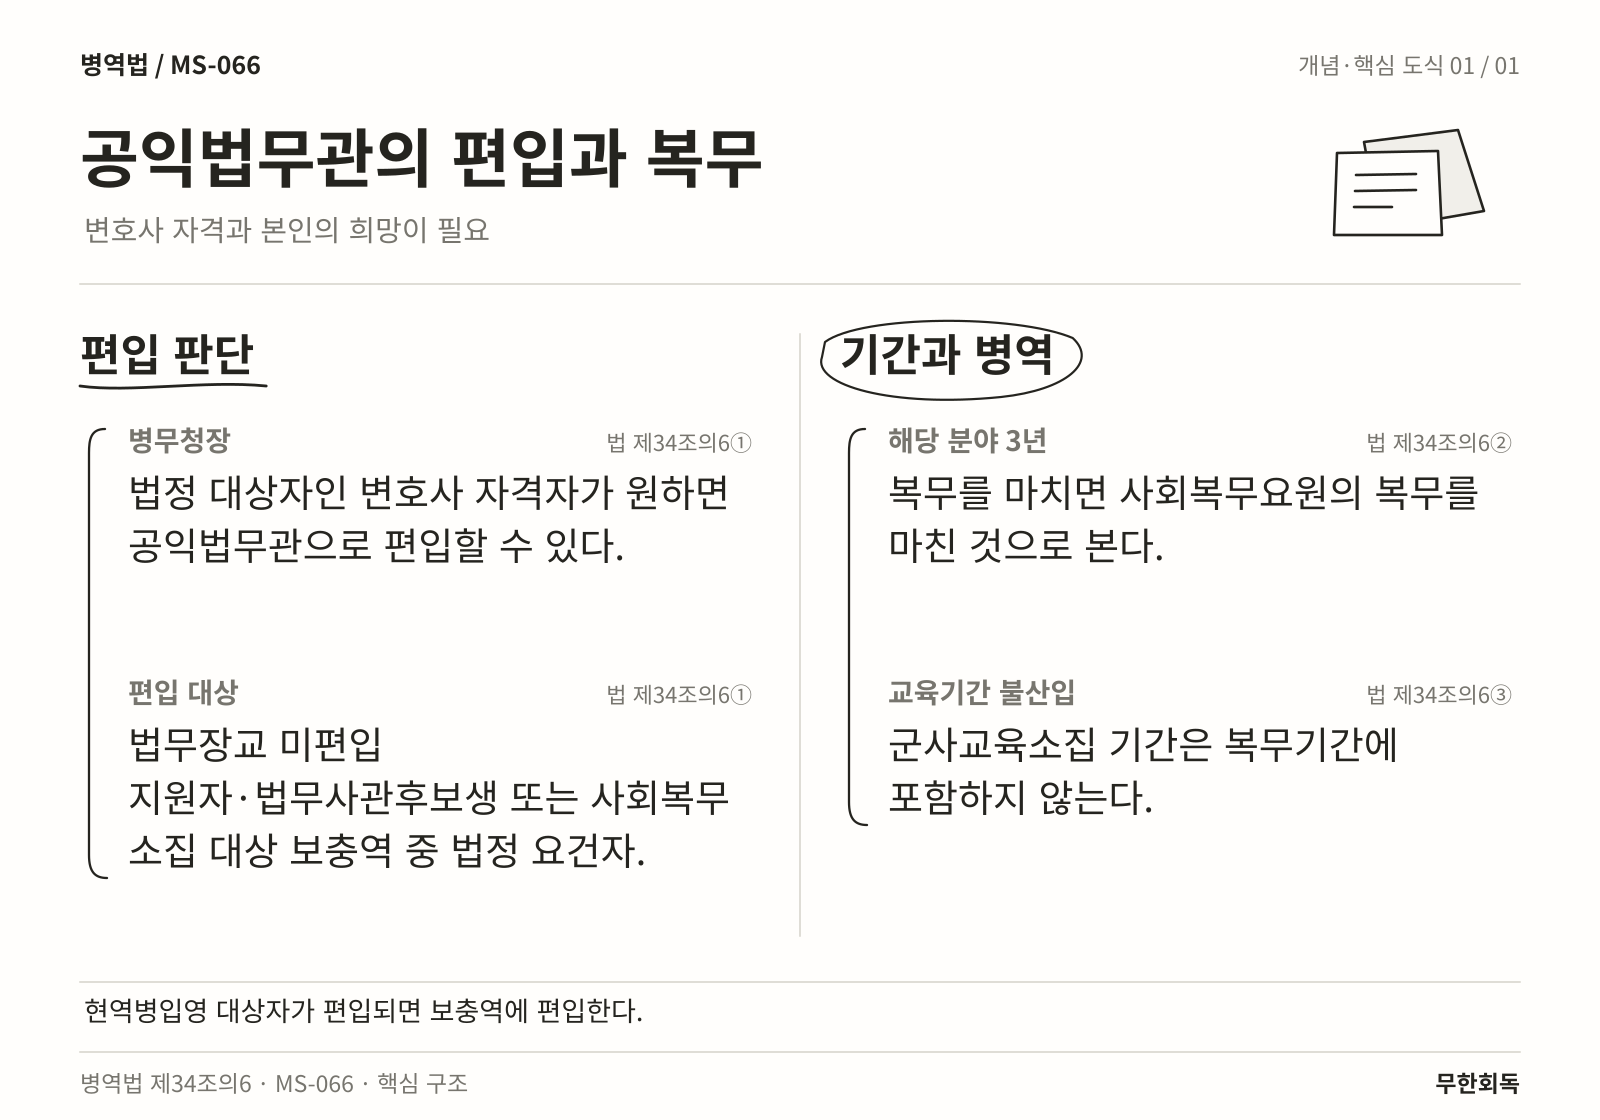 병역법 / MS-066
개념·핵심 도식 01 / 01
공익법무관의 편입과 복무
변호사 자격과 본인의 희망이 필요
편입 판단
병무청장
법 제34조의6①
법정 대상자인 변호사 자격자가 원하면
공익법무관으로 편입할 수 있다.
편입 대상
법 제34조의6①
법무장교 미편입
지원자·법무사관후보생 또는 사회복무
소집 대상 보충역 중 법정 요건자.
기간과 병역
해당 분야 3년
법 제34조의6②
복무를 마치면 사회복무요원의 복무를
마친 것으로 본다.
교육기간 불산입
법 제34조의6③
군사교육소집 기간은 복무기간에
포함하지 않는다.
현역병입영 대상자가 편입되면 보충역에 편입한다.
병역법 제34조의6 · MS-066 · 핵심 구조
무한회독